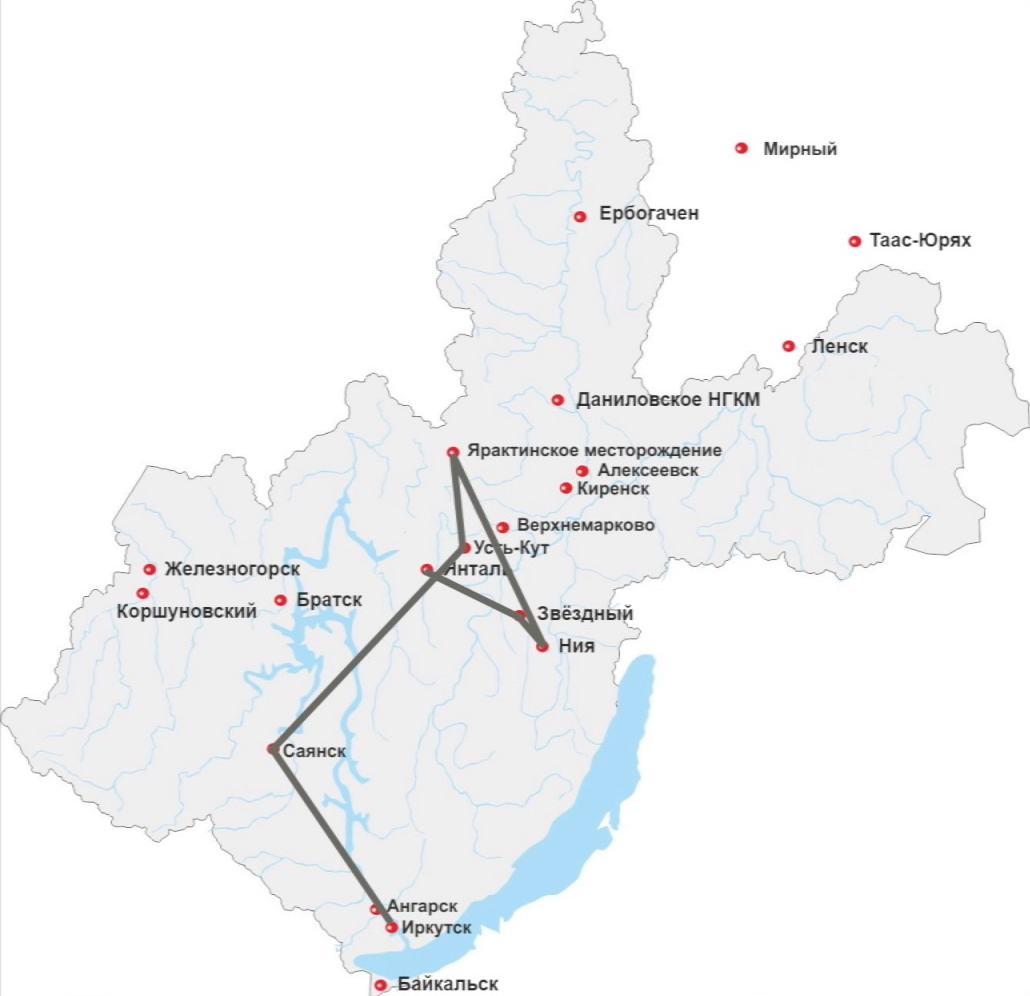 Мирный
Ербогачен
Таас-Юрях
Ленск
Даниловское НГКМ
Ярактинское месторождение
Алексеевск
Киренск
Верхнемарково
Усть-Кут
Янталь
Железногорск
Братск
Коршуновский
Звёздный
Ния
Саянск
Ангарск
Иркутск
Байкальск